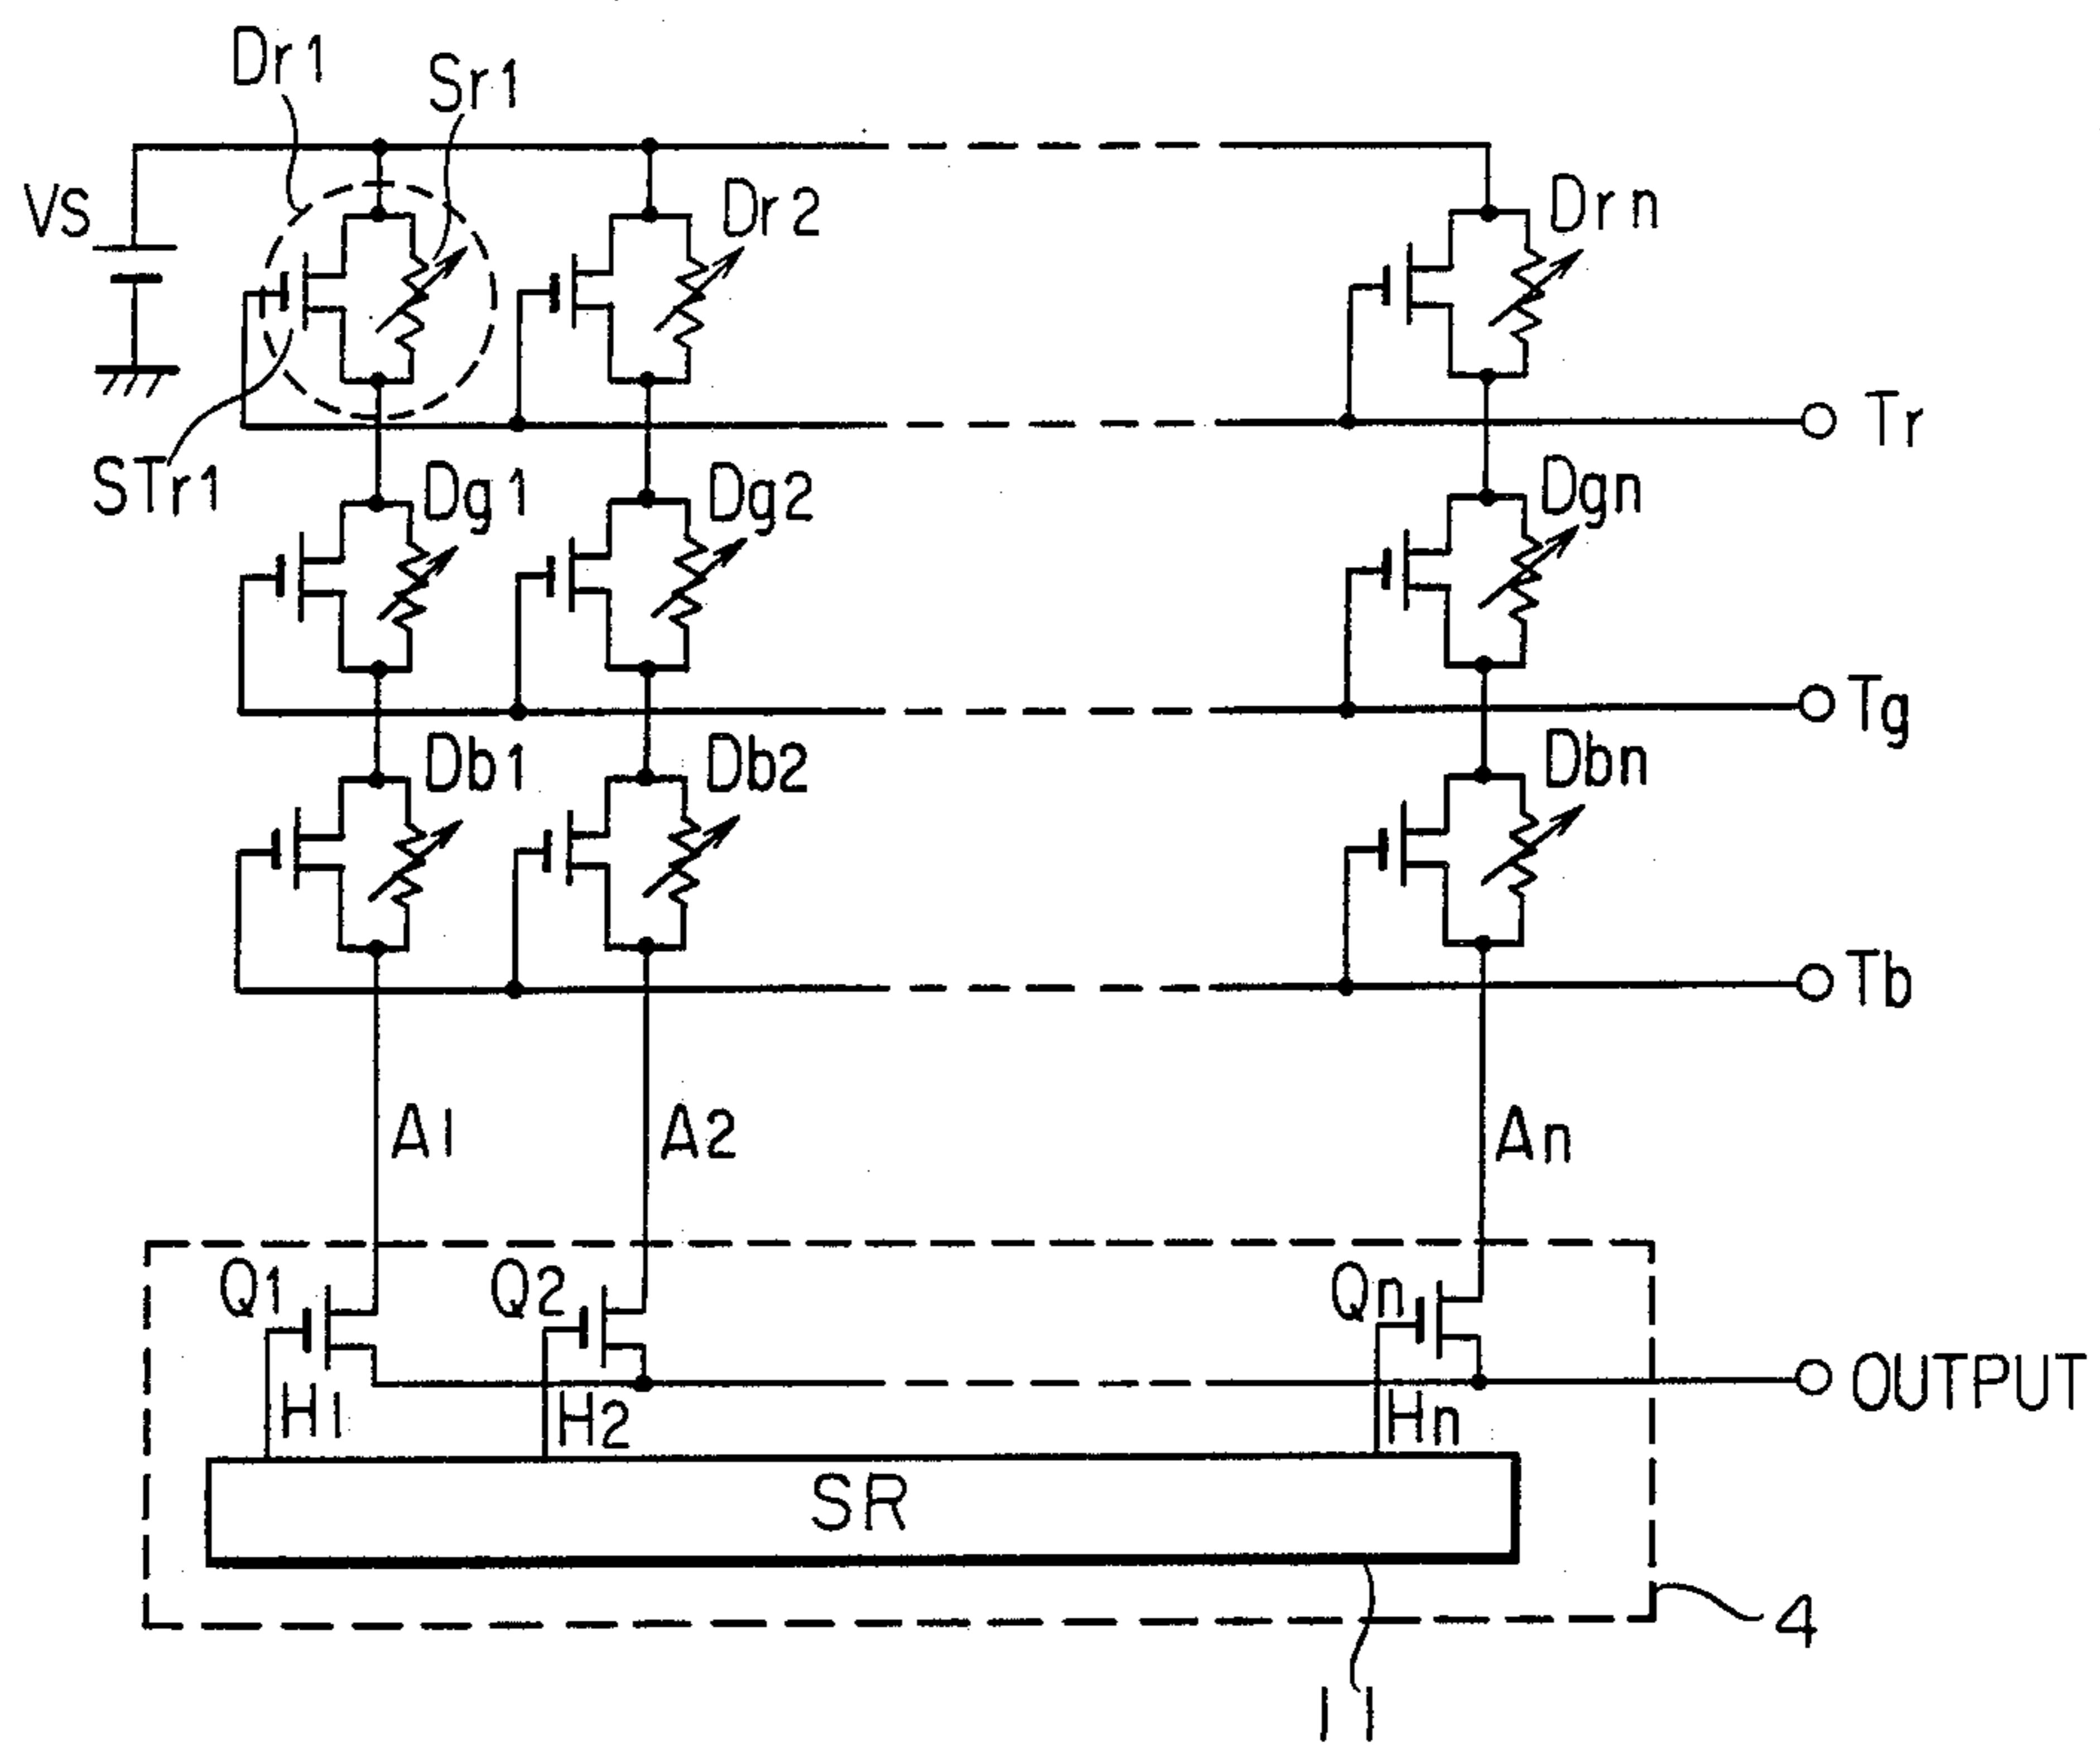 Dr1
Sr1
VS
Dr2
Drn
Tr
STr1
Dg1
Dg2
Dgn
Tg
Db1
Db2
Dbn
Tb
A1
A2
An
Q1
Q2
Qn
H1
H2
Hn
OUTPUT
SR
4
11